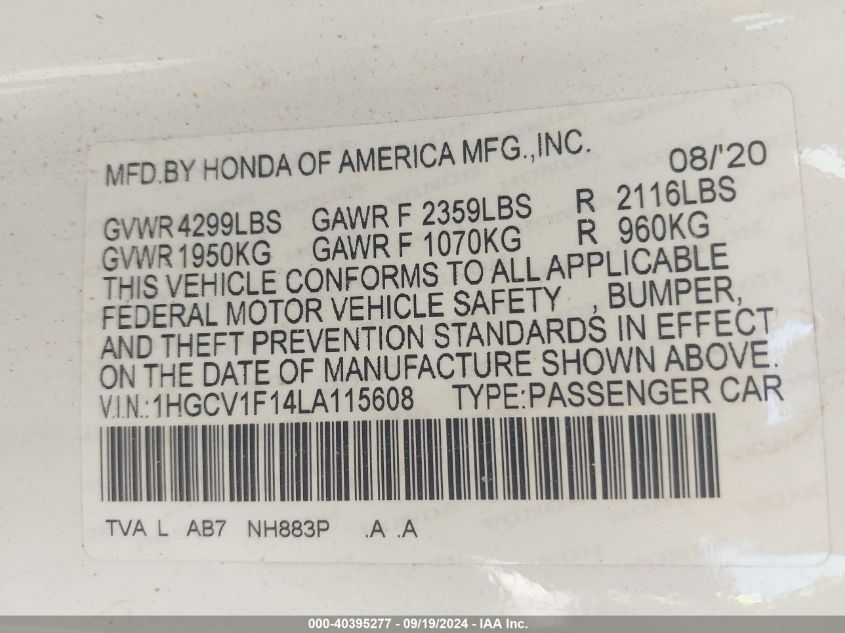 MFD.BY HONDA OF AMERICA MFG.,INC. 08/'20
GVWR 4299LBS GAWR F 2359LBS R 2116LBS
GVWR 1950KG GAWR F 1070KG R 960KG
THIS VEHICLE CONFORMS TO ALL APPLICABLE
FEDERAL MOTOR VEHICLE SAFETY , BUMPER,
AND THEFT PREVENTION STANDARDS IN EFFECT
ON THE DATE OF MANUFACTURE SHOWN ABOVE.
V.I.N.:1HGCV1F14LA115608 TYPE:PASSENGER CAR
TVA L AB7 NH883P .A .A
000-40395277 - 09/19/2024 - IAA Inc.